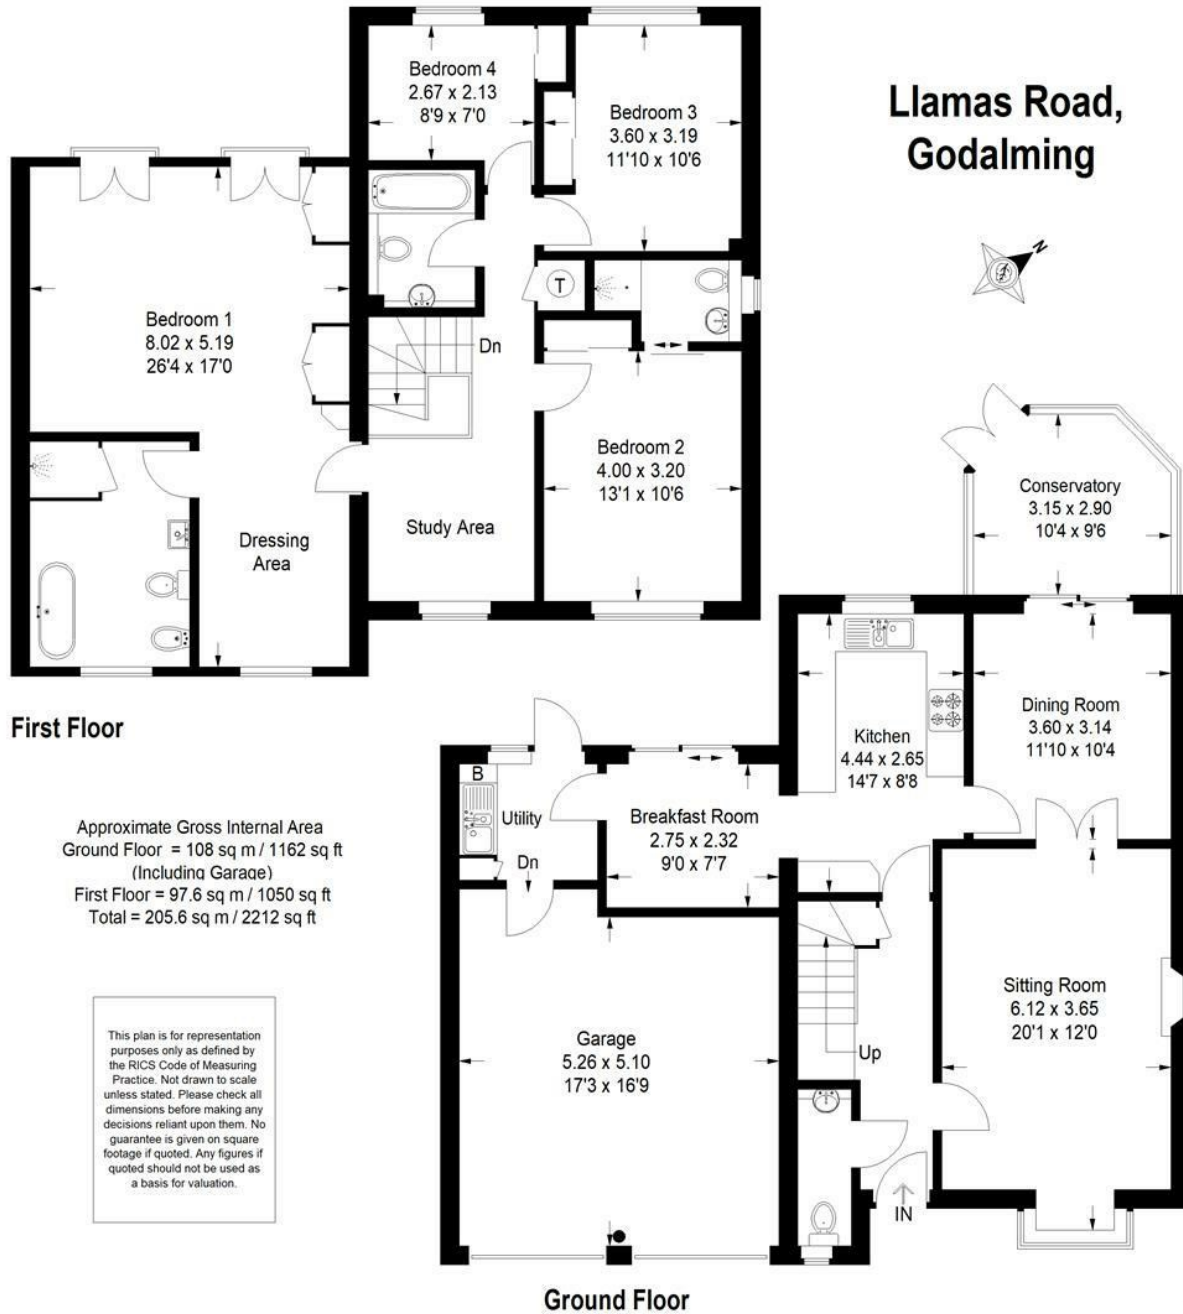 Llamas Road,
Godalming
N
Bedroom 4
2.67 x 2.13
8'9 x 7'0
Bedroom 3
3.60 x 3.19
11'10 x 10'6
Bedroom 1
8.02 x 5.19
26'4 x 17'0
T
Dn
Bedroom 2
4.00 x 3.20
13'1 x 10'6
Study Area
Dressing
Area
First Floor
Conservatory
3.15 x 2.90
10'4 x 9'6
Dining Room
3.60 x 3.14
11'10 x 10'4
Kitchen
4.44 x 2.65
14'7 x 8'8
B
Utility
Dn
Breakfast Room
2.75 x 2.32
9'0 x 7'7
Sitting Room
6.12 x 3.65
20'1 x 12'0
Garage
5.26 x 5.10
17'3 x 16'9
Up
IN
Ground Floor
Approximate Gross Internal Area
Ground Floor = 108 sq m / 1162 sq ft
(Including Garage)
First Floor = 97.6 sq m / 1050 sq ft
Total = 205.6 sq m / 2212 sq ft
This plan is for representation
purposes only as defined by
the RICS Code of Measuring
Practice. Not drawn to scale
unless stated. Please check all
dimensions before making any
decisions reliant upon them. No
guarantee is given on square
footage if quoted. Any figures if
quoted should not be used as
a basis for valuation.